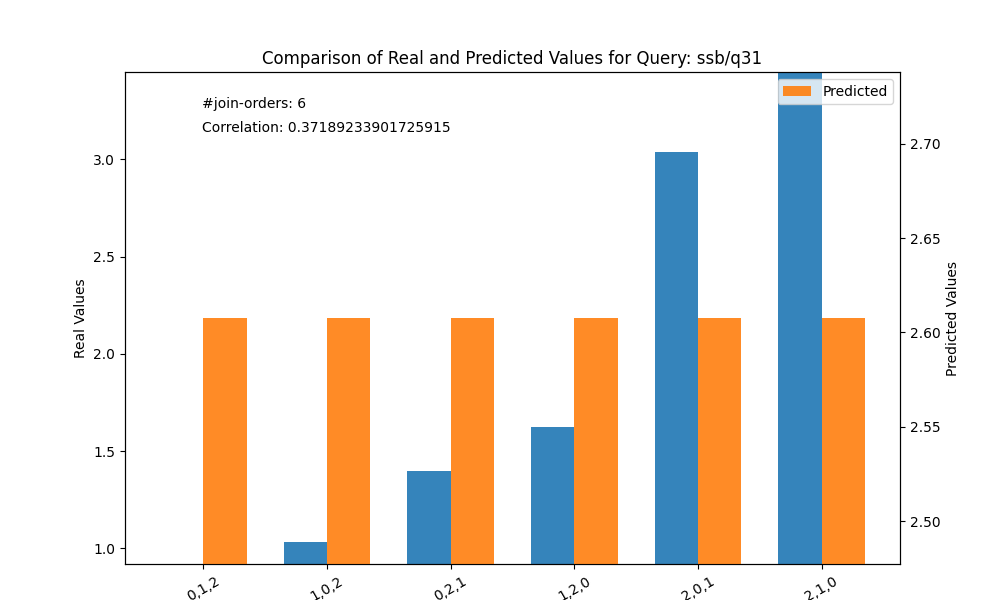 Comparison of Real and Predicted Values for Query: ssb/q31
#join-orders: 6
Correlation: 0.37189233901725915
Predicted
3.0
2.5
2.0
1.5
1.0
Real Values
2.70
2.65
2.60
2.55
2.50
Predicted Values
0,1,2
1,0,2
0,2,1
1,2,0
2,0,1
2,1,0